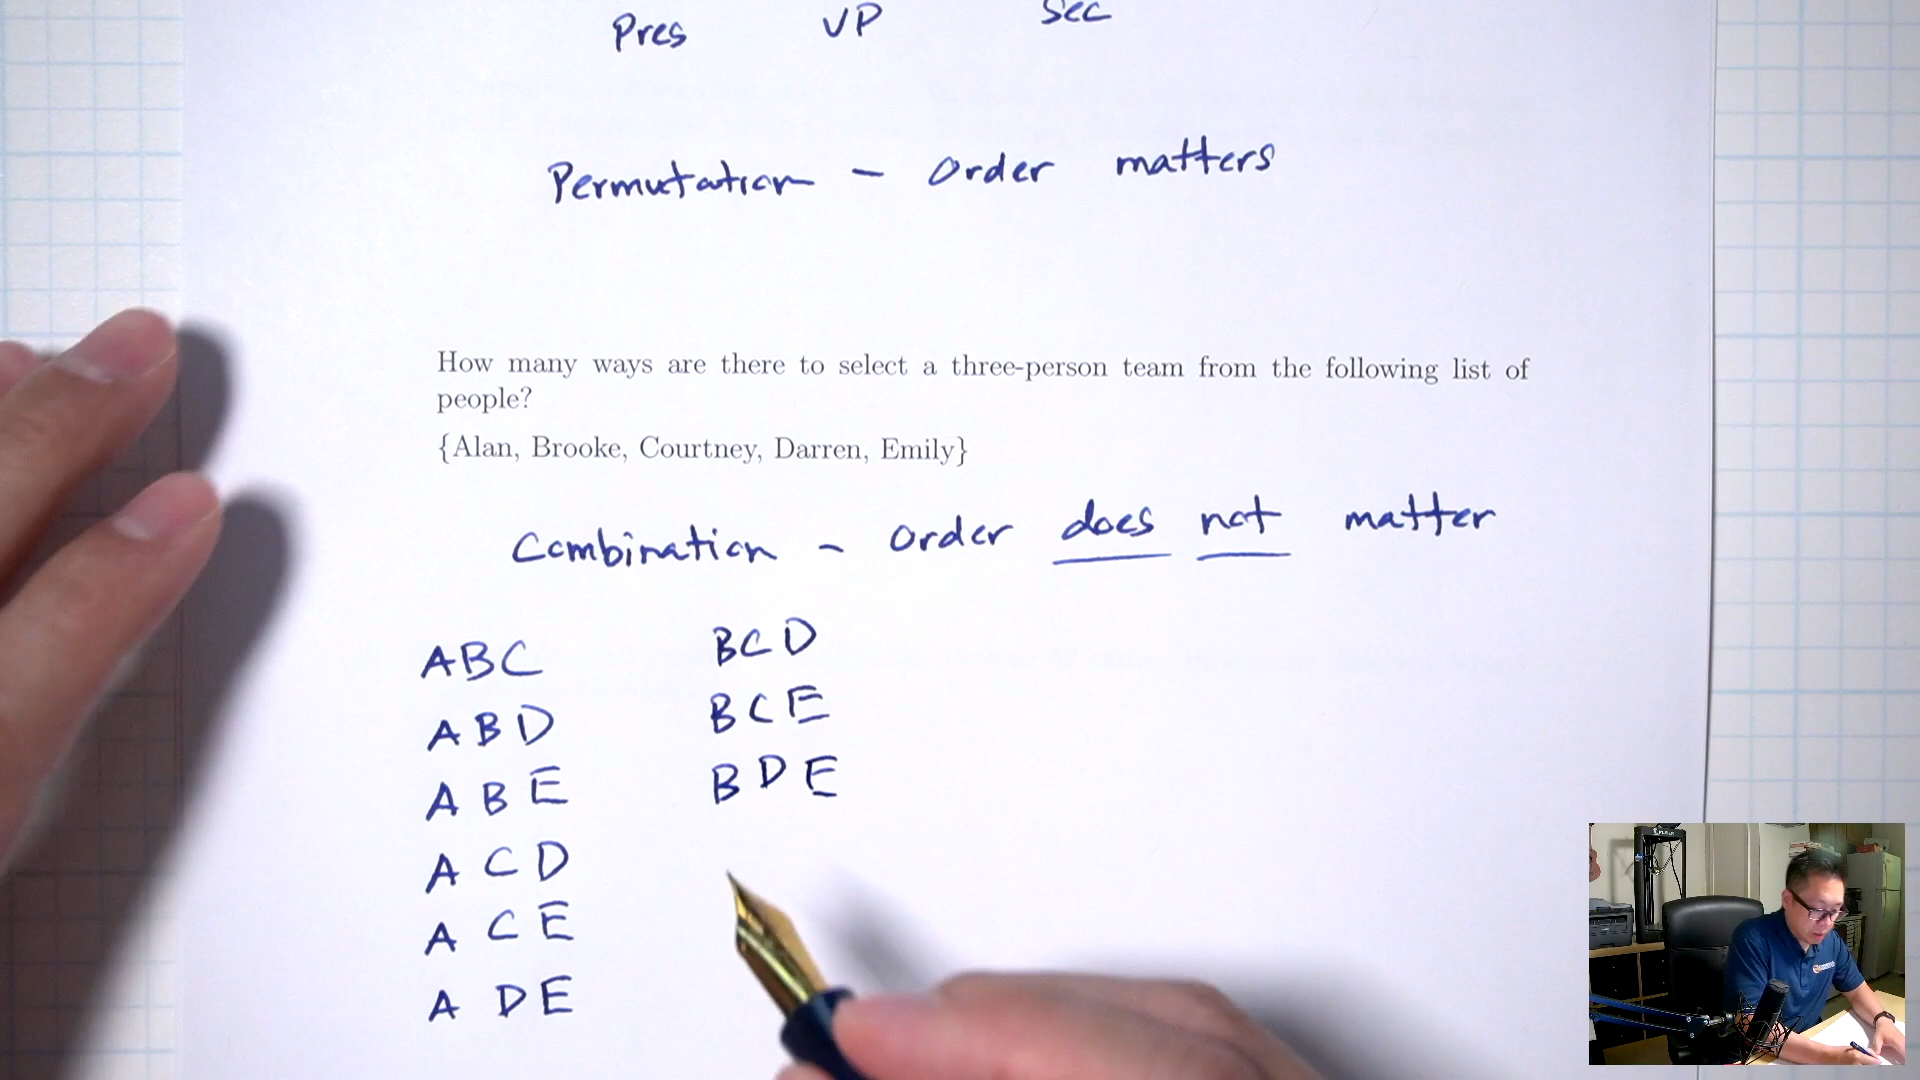 Pres VP Sec
Permutation - Order matters
How many ways are there to select a three-person team from the following list of
people?
{Alan, Brooke, Courtney, Darren, Emily}
Combination - Order does not matter
ABC
ABD
ABE
ACD
ACE
ADE
BCD
BCE
BDE